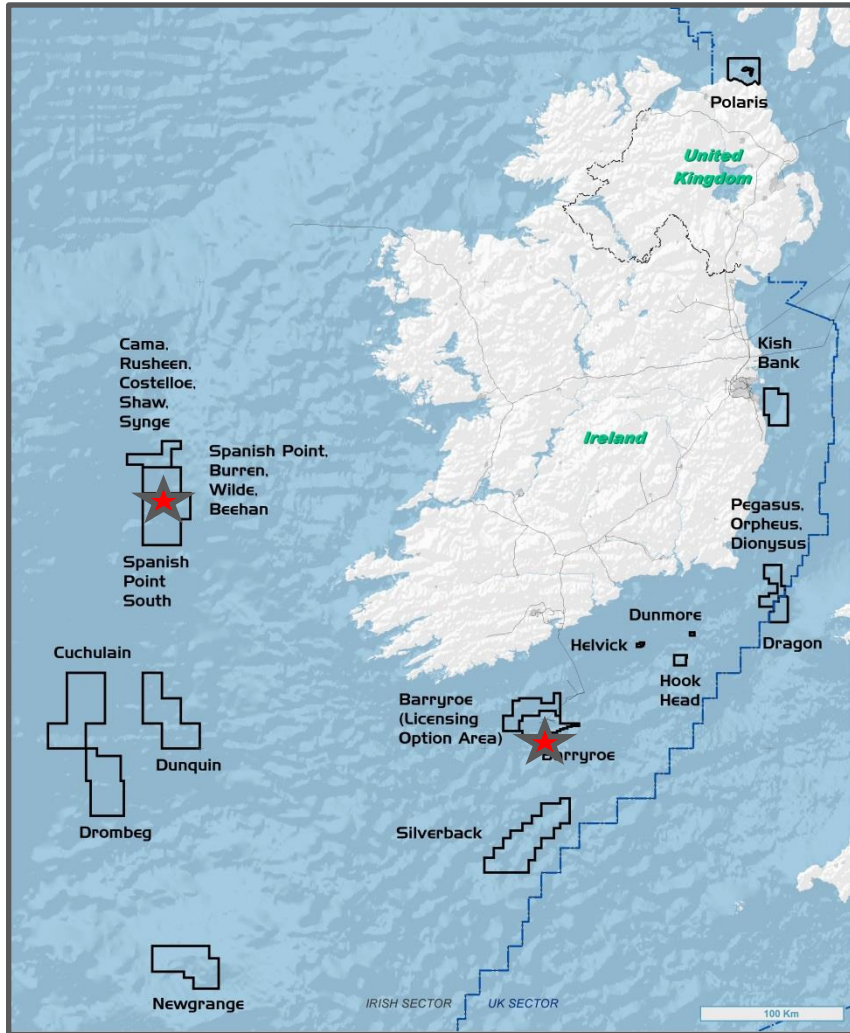 Polaris
United
Kingdom
Cama,
Rusheen,
Costelloe,
Shaw,
Synge
Kish
Bank
Ireland
Spanish Point,
Burren,
Wilde,
Beehan
Pegasus,
Orpheus,
Dionysus
Spanish
Point
South
Dunmore
Helvick
Dragon
Cuchulain
Hook
Head
Barryroe
(Licensing
Option Area)
Barryroe
Dunquin
Drombeg
Silverback
Newgrange
IRISH SECTOR
UK SECTOR
100 Km